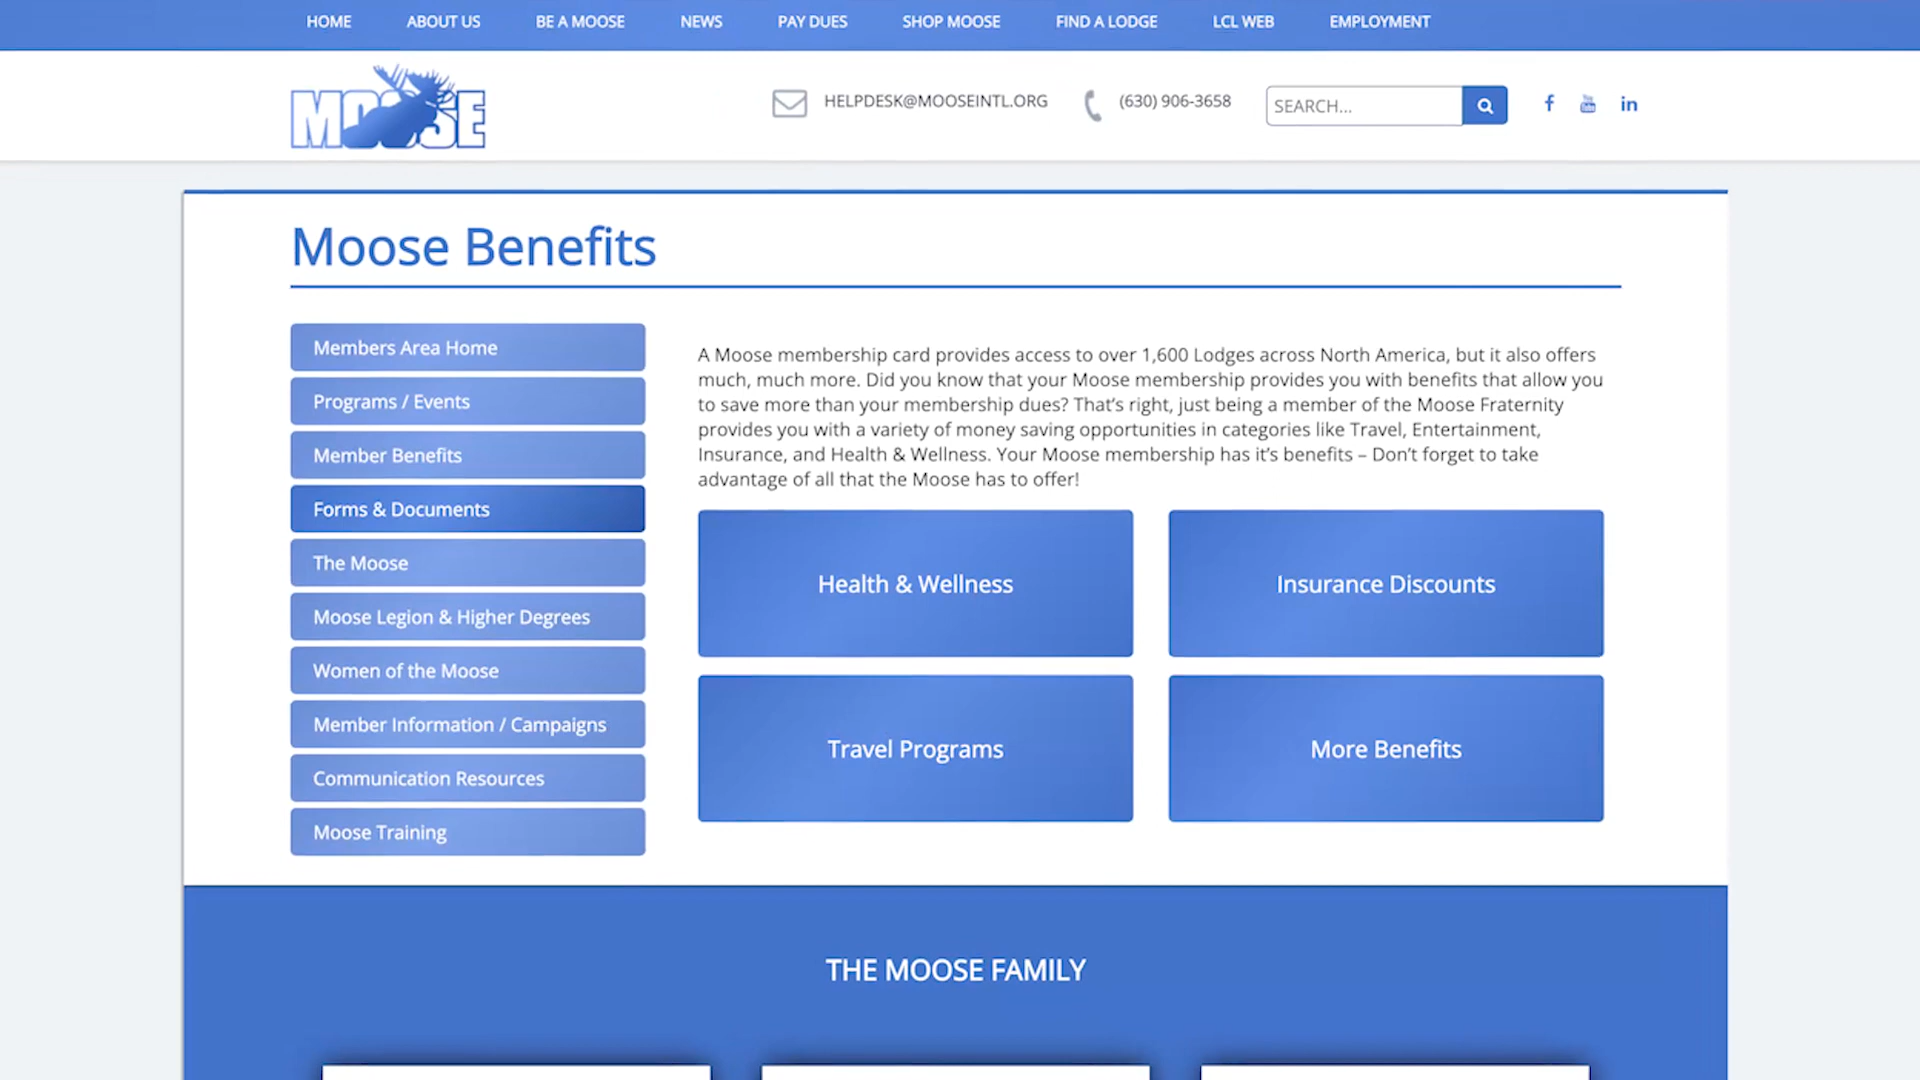 HOME ABOUT US BE A MOOSE NEWS PAY DUES SHOP MOOSE FIND A LODGE LCL WEB EMPLOYMENT
MOOSE
HELPDESK@MOOSEINTL.ORG (630) 906-3658 SEARCH... f You Tube in
Moose Benefits
Members Area Home
Programs / Events
Member Benefits
Forms & Documents
The Moose
Moose Legion & Higher Degrees
Women of the Moose
Member Information / Campaigns
Communication Resources
Moose Training
A Moose membership card provides access to over 1,600 Lodges across North America, but it also offers
much, much more. Did you know that your Moose membership provides you with benefits that allow you
to save more than your membership dues? That's right, just being a member of the Moose Fraternity
provides you with a variety of money saving opportunities in categories like Travel, Entertainment,
Insurance, and Health & Wellness. Your Moose membership has it's benefits – Don't forget to take
advantage of all that the Moose has to offer!
Health & Wellness
Insurance Discounts
Travel Programs
More Benefits
THE MOOSE FAMILY